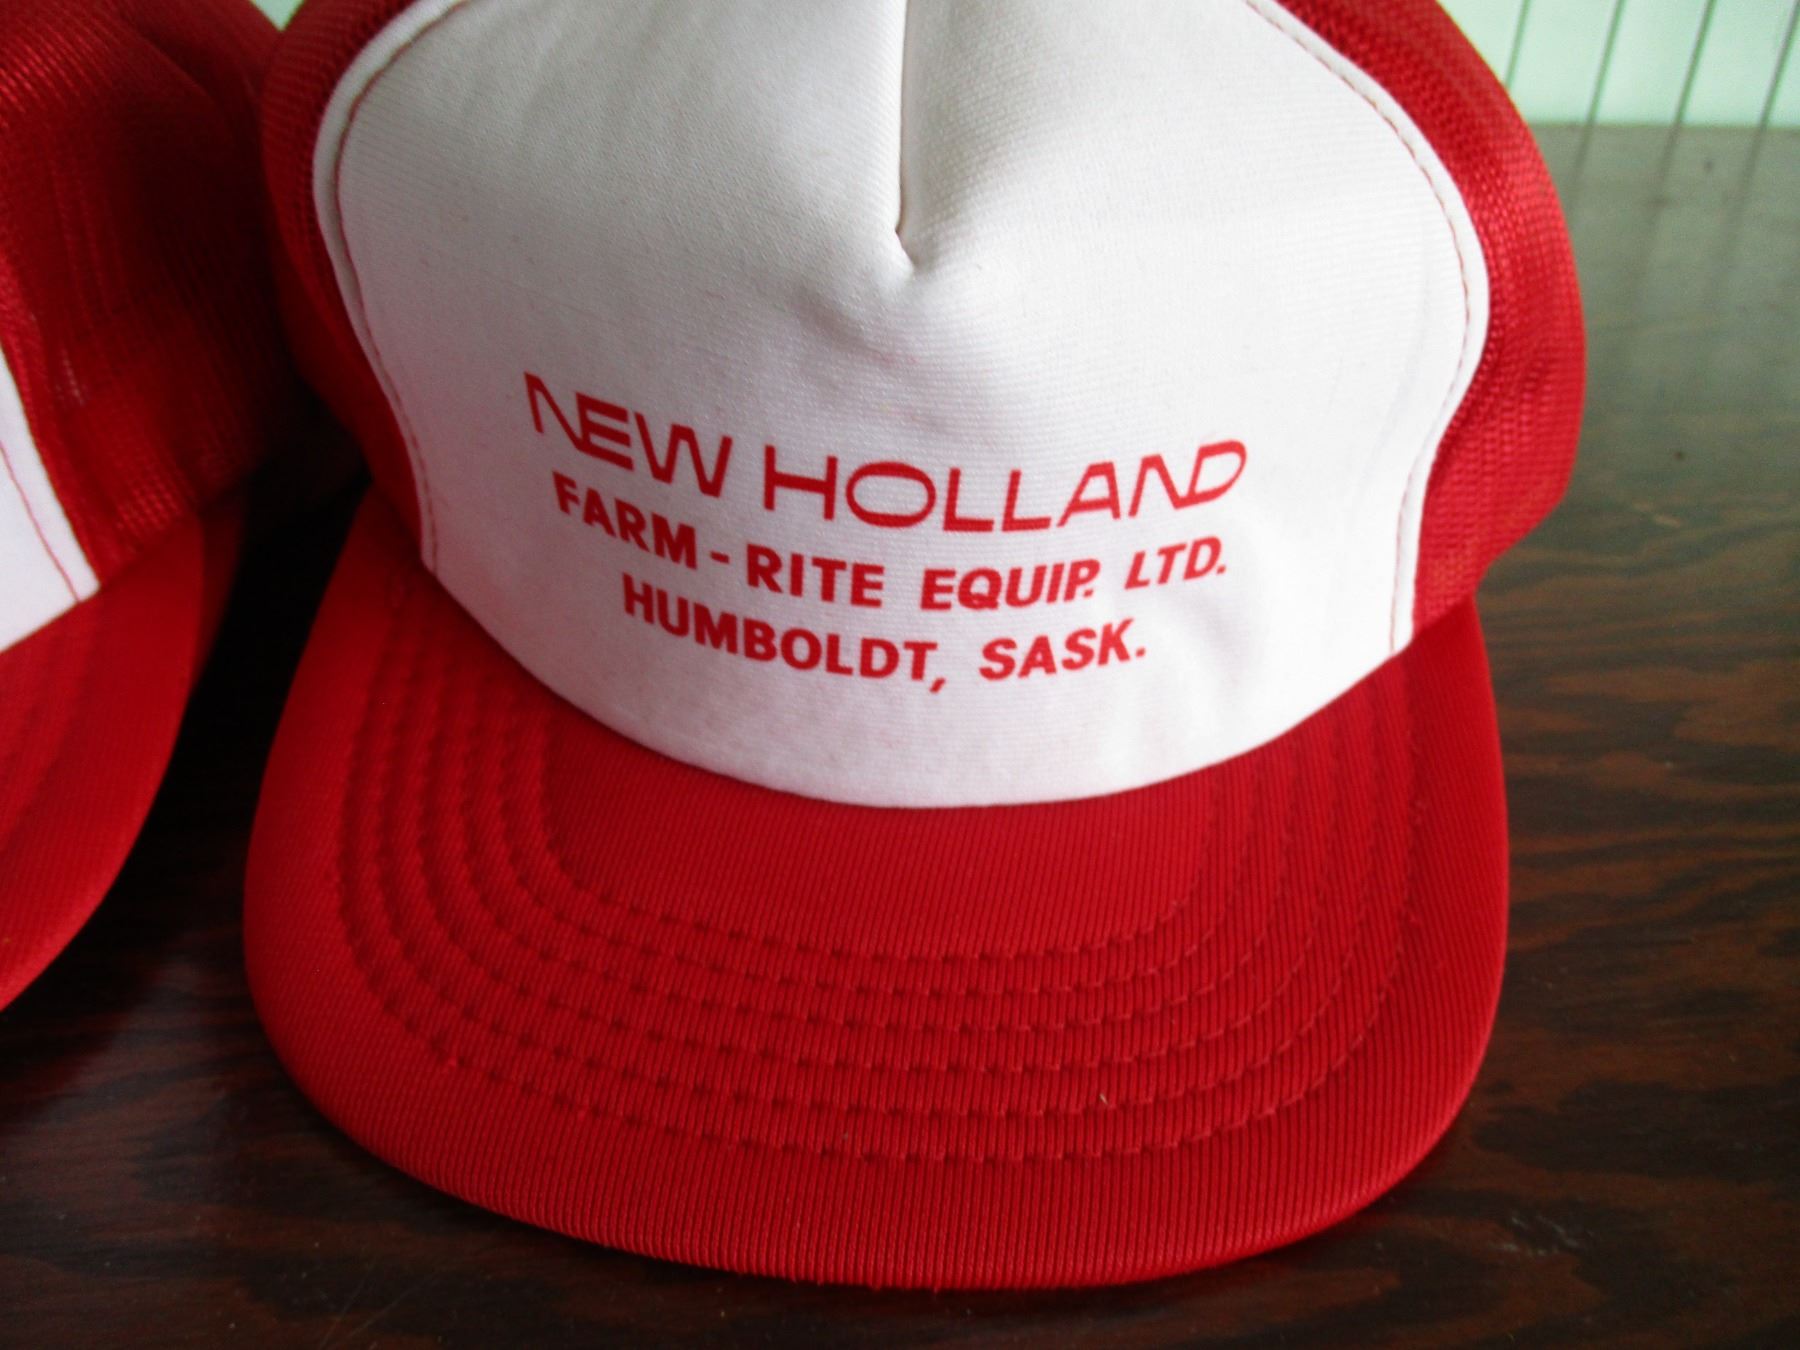 NEW HOLLAND
FARM-RITE EQUIP. LTD.
HUMBOLDT, SASK.